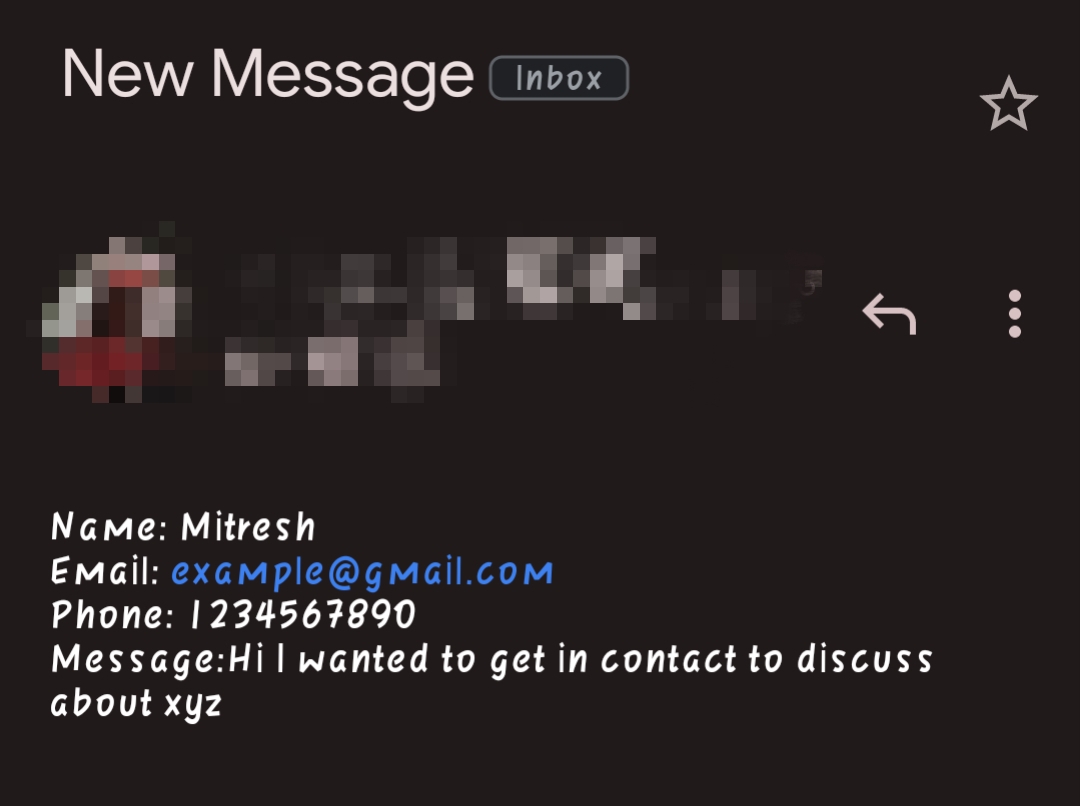 New Message Inbox
Name: Mitresh
Email: example@gmail.com
Phone: 1234567890
Message:Hi I wanted to get in contact to discuss
about xyz